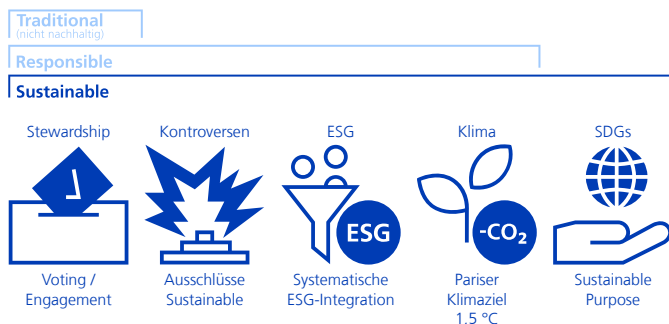 Traditional
(nicht nachhaltig)
Responsible
Sustainable
Stewardship
Kontroversen
ESG
Klima
SDGs
ESG
-CO₂
Voting /
Engagement
Ausschlüsse
Sustainable
Systematische
ESG-Integration
Pariser
Klimaziel
1.5 °C
Sustainable
Purpose